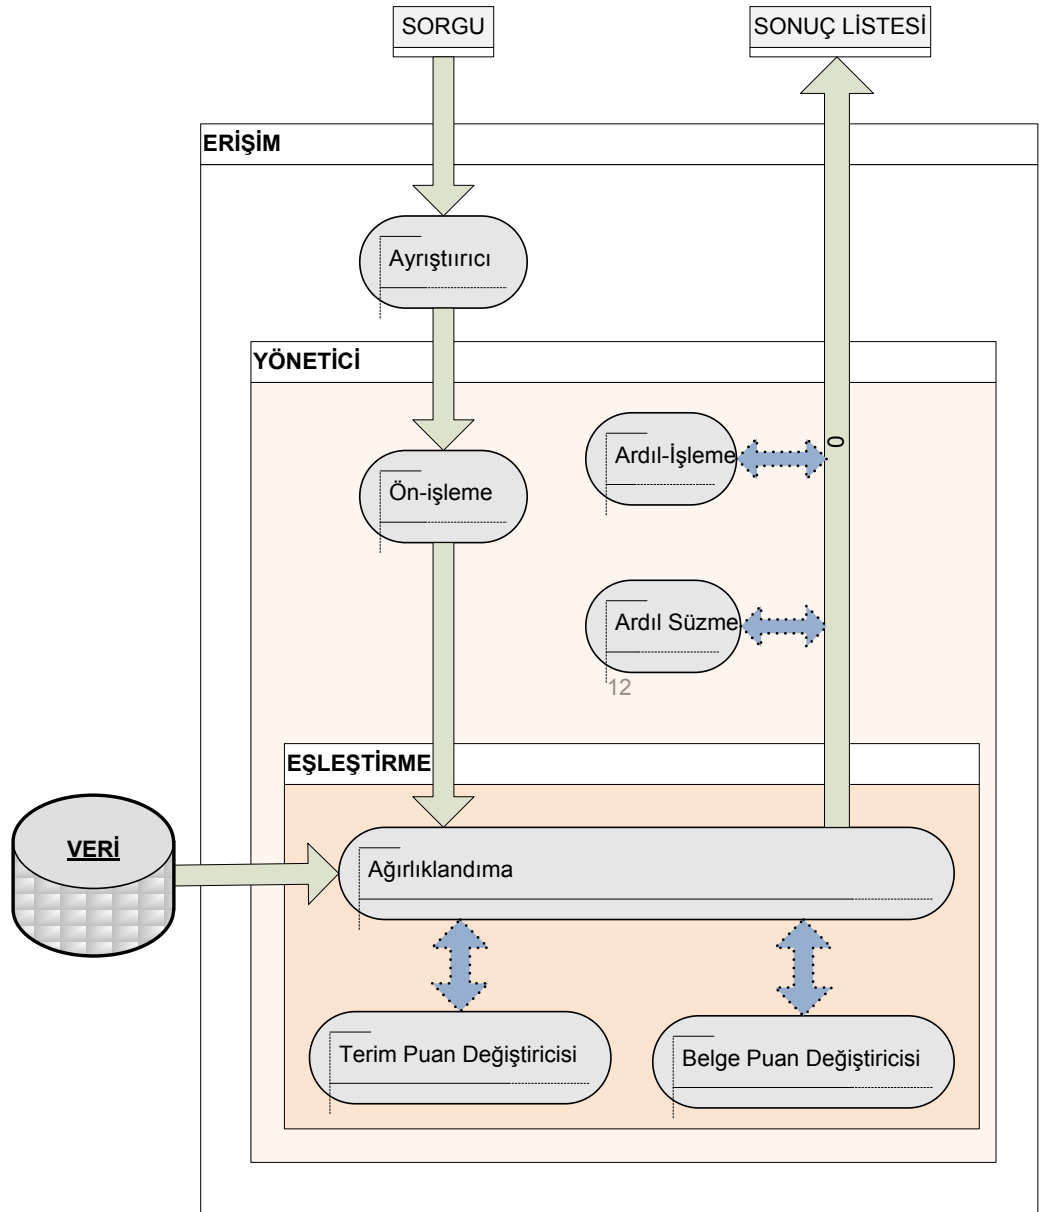 SORGU
SONUÇ LİSTESİ
ERİŞİM
Ayrıştıırıcı
YÖNETİCİ
Ardıl-İşleme
0
Ön-işleme
Ardıl Süzme
12
EŞLEŞTİRME
VERİ
Ağırlıklandıma
Terim Puan Değiştiricisi
Belge Puan Değiştiricisi